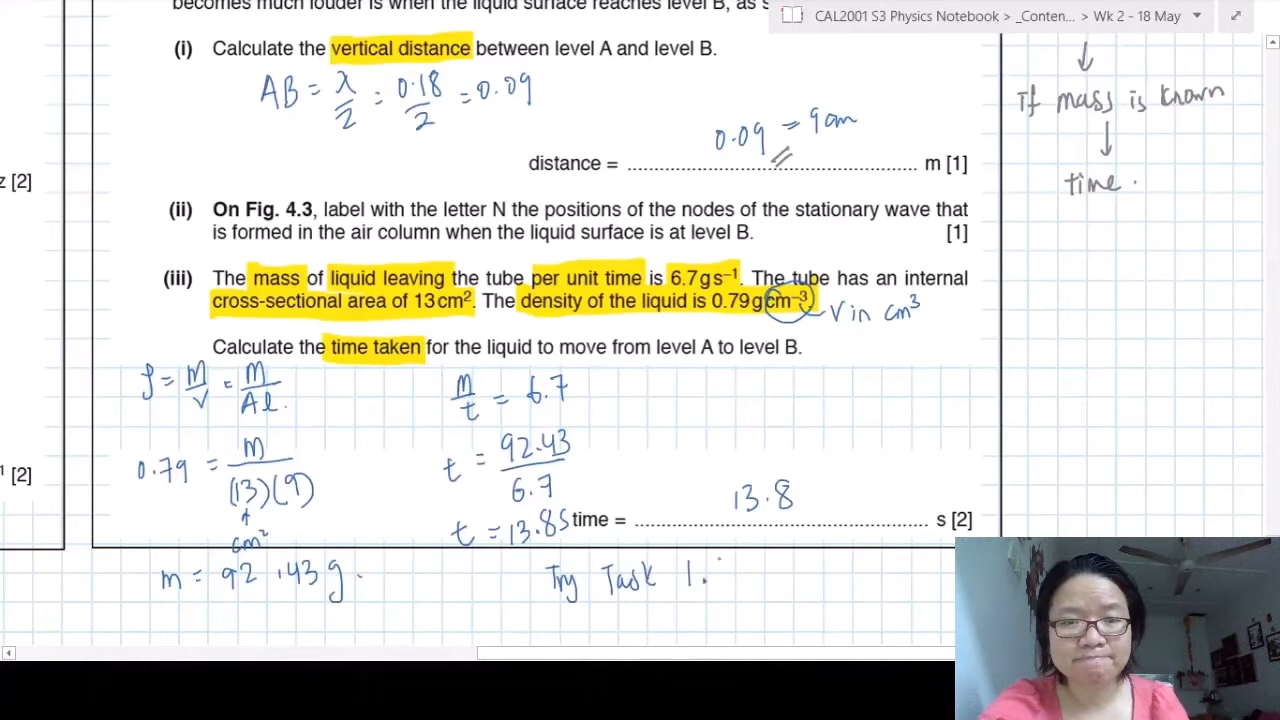 becomes much louder is when the liquid surface reaches level B, as s
CAL2001 S3 Physics Notebook > _Conten... > Wk 2 - 18 May
(i) Calculate the vertical distance between level A and level B.
AB = λ/2 = 0.18/2 = 0.09
0.09 = 9cm
distance = ........ m [1]
If mass is known
time.
z [2]
(ii) On Fig. 4.3, label with the letter N the positions of the nodes of the stationary wave that
is formed in the air column when the liquid surface is at level B. [1]
(iii) The mass of liquid leaving the tube per unit time is 6.7 g s⁻¹. The tube has an internal
cross-sectional area of 13 cm². The density of the liquid is 0.79 g cm⁻³.
V in cm³
Calculate the time taken for the liquid to move from level A to level B.
ρ = m/V = m/Al.
m/t = 6.7
0.79 = m/(13)(9)
t = 92.43/6.7
¹ [2]
cm²
t = 13.8s
13.8
time = ........ s [2]
m = 92.43g.
Try Task 1.